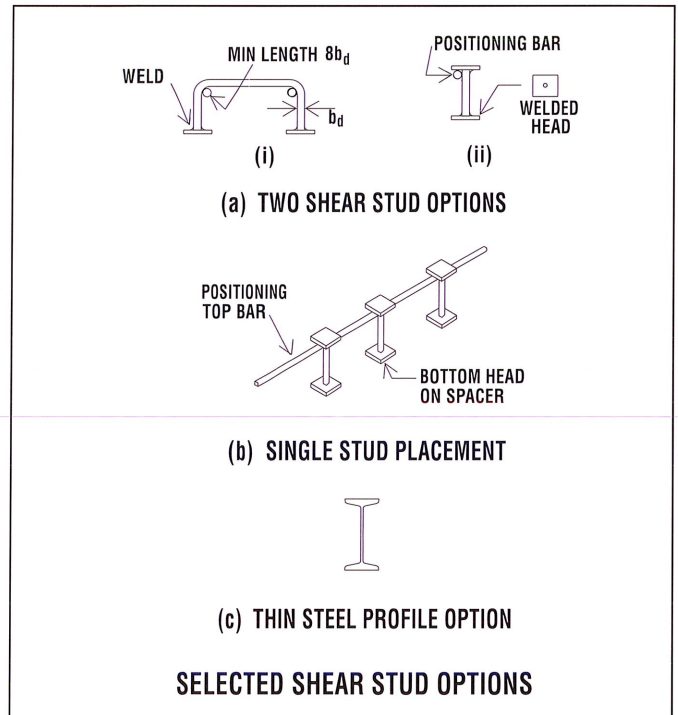 WELD
MIN LENGTH 8bd
bd
(i)
POSITIONING BAR
WELDED
HEAD
(ii)
(a) TWO SHEAR STUD OPTIONS
POSITIONING
TOP BAR
BOTTOM HEAD
ON SPACER
(b) SINGLE STUD PLACEMENT
(c) THIN STEEL PROFILE OPTION
SELECTED SHEAR STUD OPTIONS